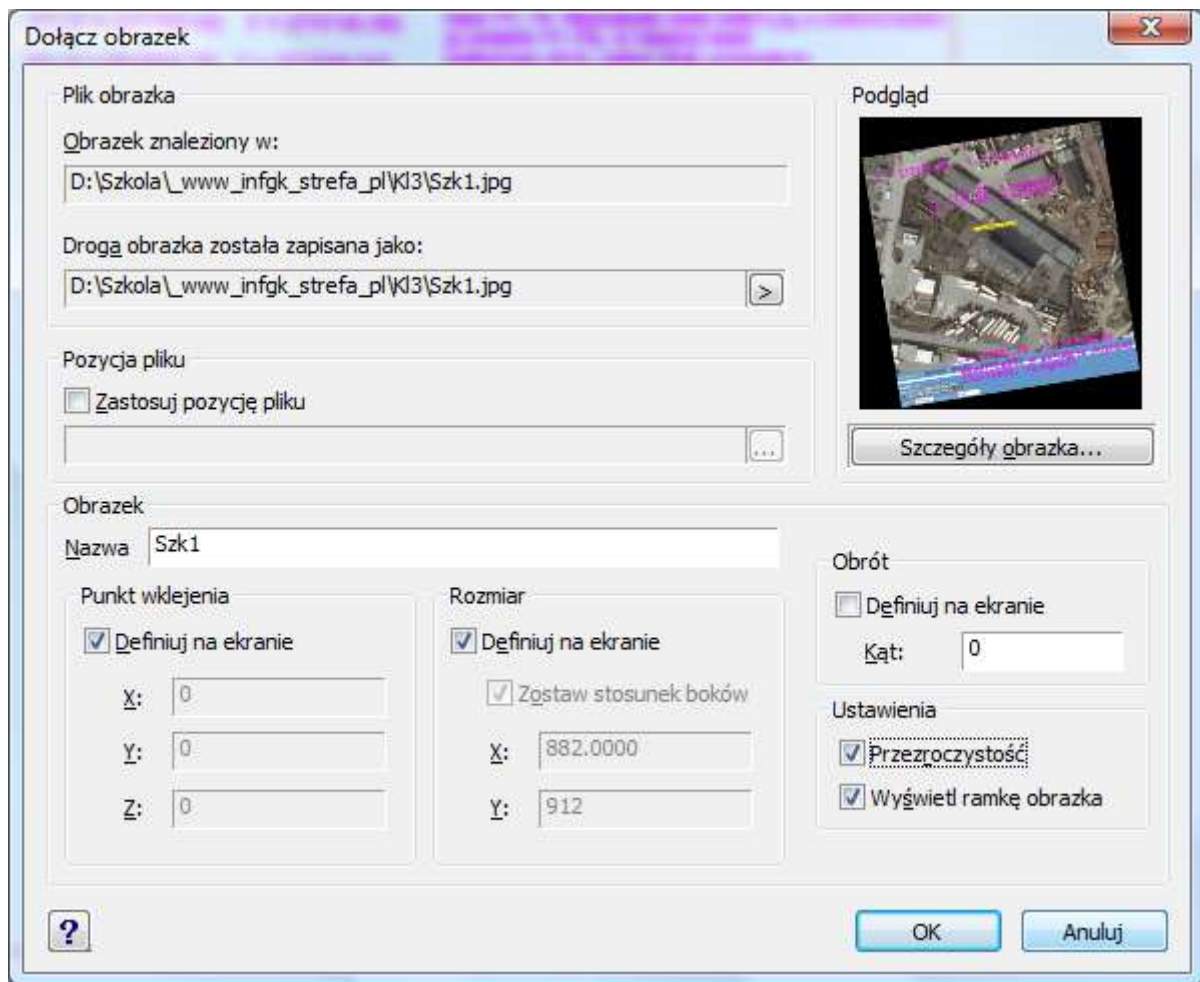 Dołącz obrazek
Plik obrazka
Obrazek znaleziony w:
D:\Szkola\_www_infgk_strefa_pl\Kl3\Szk1.jpg
Droga obrazka została zapisana jako:
D:\Szkola\_www_infgk_strefa_pl\Kl3\Szk1.jpg
>
Pozycja pliku
Zastosuj pozycję pliku
...
Podgląd
Szczegóły obrazka...
Obrazek
Nazwa Szk1
Punkt wklejenia
Definiuj na ekranie
X: 0
Y: 0
Z: 0
Rozmiar
Definiuj na ekranie
Zostaw stosunek boków
X: 882.0000
Y: 912
Obrót
Definiuj na ekranie
Kąt: 0
Ustawienia
Przezroczystość
Wyświetl ramkę obrazka
?
OK
Anuluj